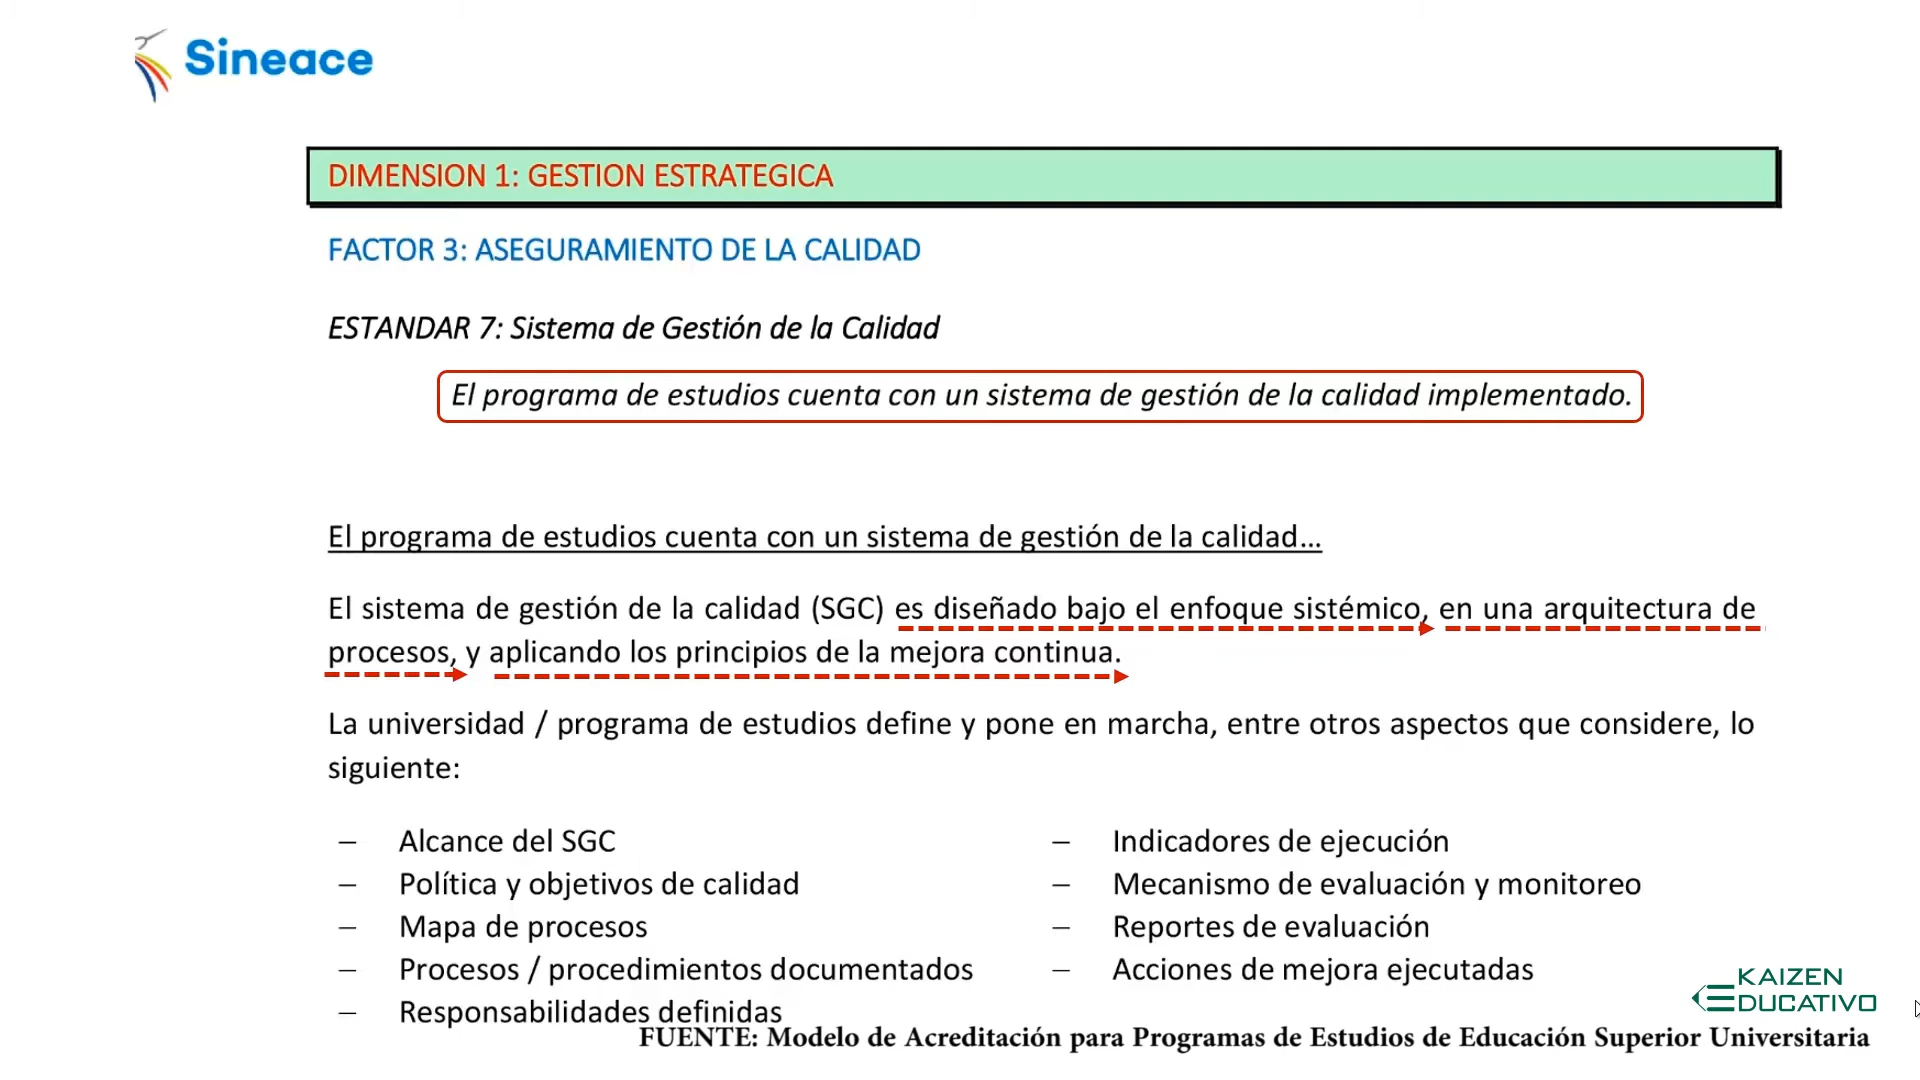 Sineace
DIMENSION 1: GESTION ESTRATEGICA
FACTOR 3: ASEGURAMIENTO DE LA CALIDAD
ESTANDAR 7: Sistema de Gestión de la Calidad
El programa de estudios cuenta con un sistema de gestión de la calidad implementado.
El programa de estudios cuenta con un sistema de gestión de la calidad...
El sistema de gestión de la calidad (SGC) es diseñado bajo el enfoque sistémico, en una arquitectura de
procesos, y aplicando los principios de la mejora continua.
La universidad / programa de estudios define y pone en marcha, entre otros aspectos que considere, lo
siguiente:
– Alcance del SGC
– Política y objetivos de calidad
– Mapa de procesos
– Procesos / procedimientos documentados
– Responsabilidades definidas
– Indicadores de ejecución
– Mecanismo de evaluación y monitoreo
– Reportes de evaluación
– Acciones de mejora ejecutadas
KAIZEN
EDUCATIVO
FUENTE: Modelo de Acreditación para Programas de Estudios de Educación Superior Universitaria